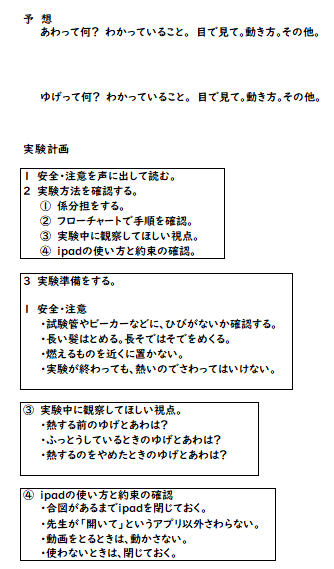 予 想
あわって何? わかっていること。 目で見て。動き方。その他。
ゆげって何? わかっていること。 目で見て。動き方。その他。
実験計画
1 安全・注意を声に出して読む。
2 実験方法を確認する。
① 係分担をする。
② フローチャートで手順を確認。
③ 実験中に観察してほしい視点。
④ ipadの使い方と約束の確認。
3 実験準備をする。
1 安全・注意
・試験管やビーカーなどに、ひびがないか確認する。
・長い髪はとめる。長そではそでをめくる。
・燃えるものを近くに置かない。
・実験が終わっても、熱いのでさわってはいけない。
③ 実験中に観察してほしい視点。
・熱する前のゆげとあわは?
・ふっとうしているときのゆげとあわは?
・熱するのをやめたときのゆげとあわは?
④ ipadの使い方と約束の確認
・合図があるまでipadを閉じておく。
・先生が「開いて」というアプリ以外さわらない。
・動画をとるときは、動かさない。
・使わないときは、閉じておく。